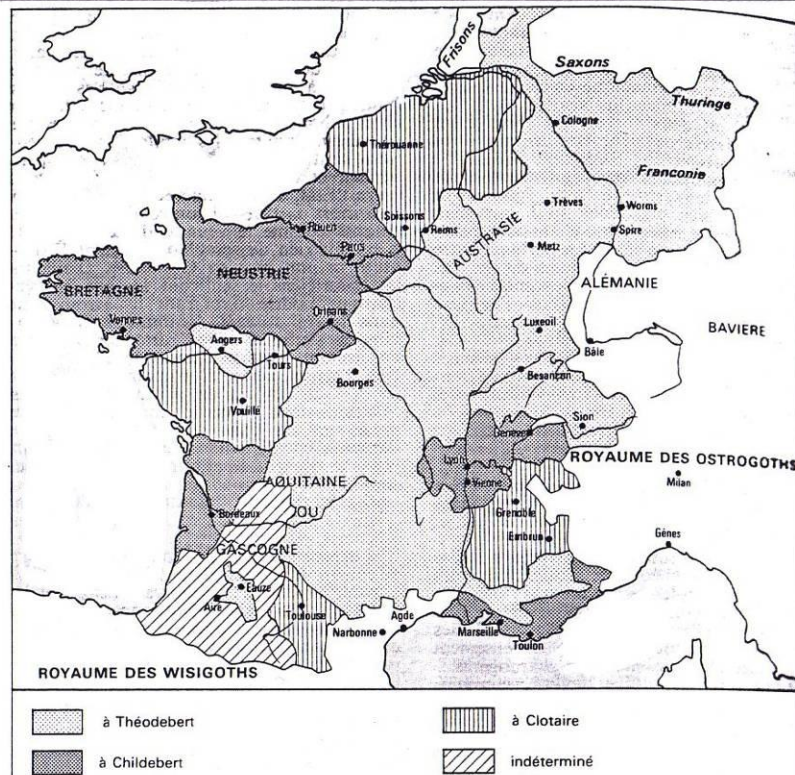 Frisons
Saxons
Thuringe
Cologne
Thérouanne
Franconie
Trèves
Worms
Rouen
Soissons
Reims
Spire
Paris
Metz
AUSTRASIE
NEUSTRIE
ALÉMANIE
BRETAGNE
Orléans
Luxeuil
BAVIERE
Vannes
Angers
Tours
Bâle
Bourges
Besançon
Vouillé
Sion
Genève
Lyon
ROYAUME DES OSTROGOTHS
Vienne
Milan
AQUITAINE
OU
Grenoble
Bordeaux
Embrun
Gênes
GASCOGNE
Eauze
Aire
Toulouse
Agde
Narbonne
Marseille
Toulon
ROYAUME DES WISIGOTHS
à Théodebert
à Clotaire
à Childebert
indéterminé